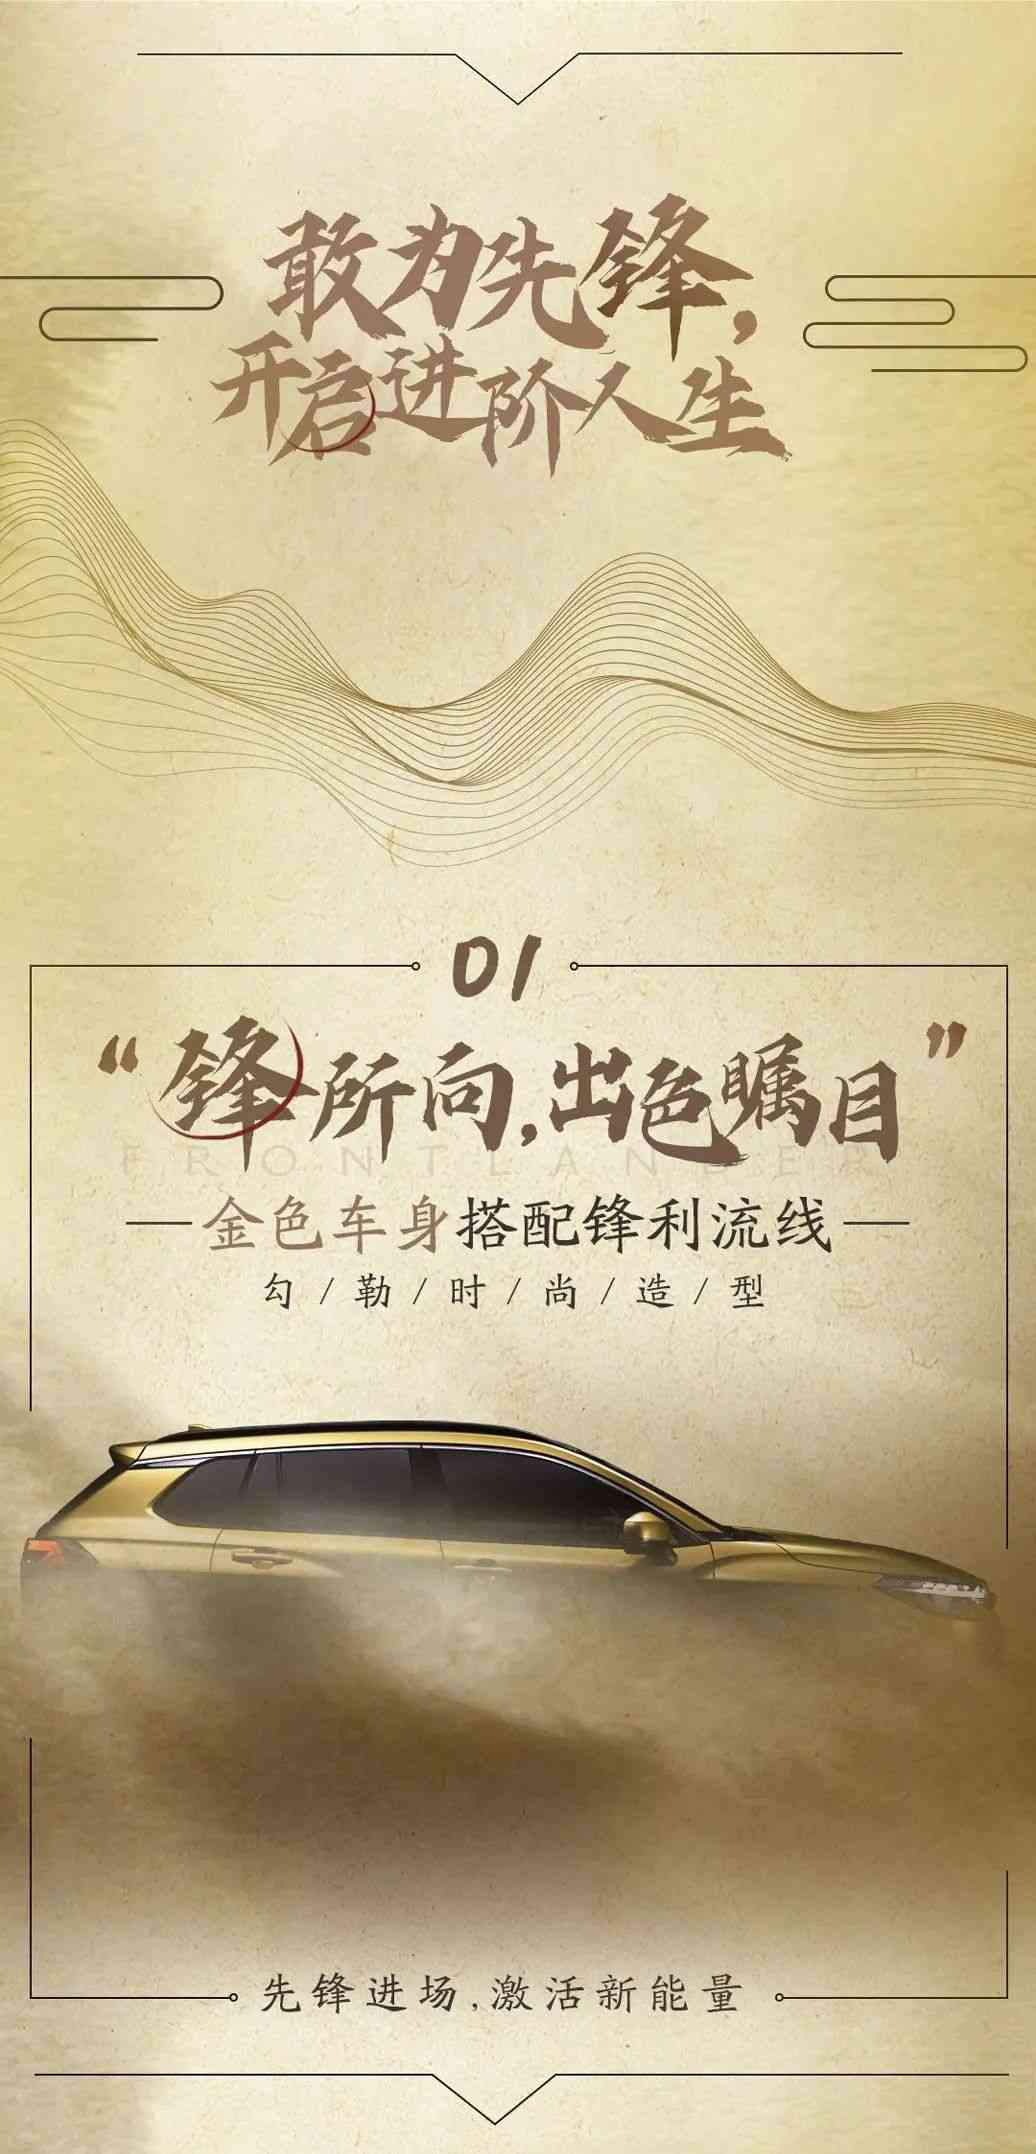 敢为先锋，
开启进阶人生
01
“锋所向，出色瞩目”
FRONTLANDER
金色车身搭配锋利流线
勾/勒/时/尚/造/型
先锋进场，激活新能量